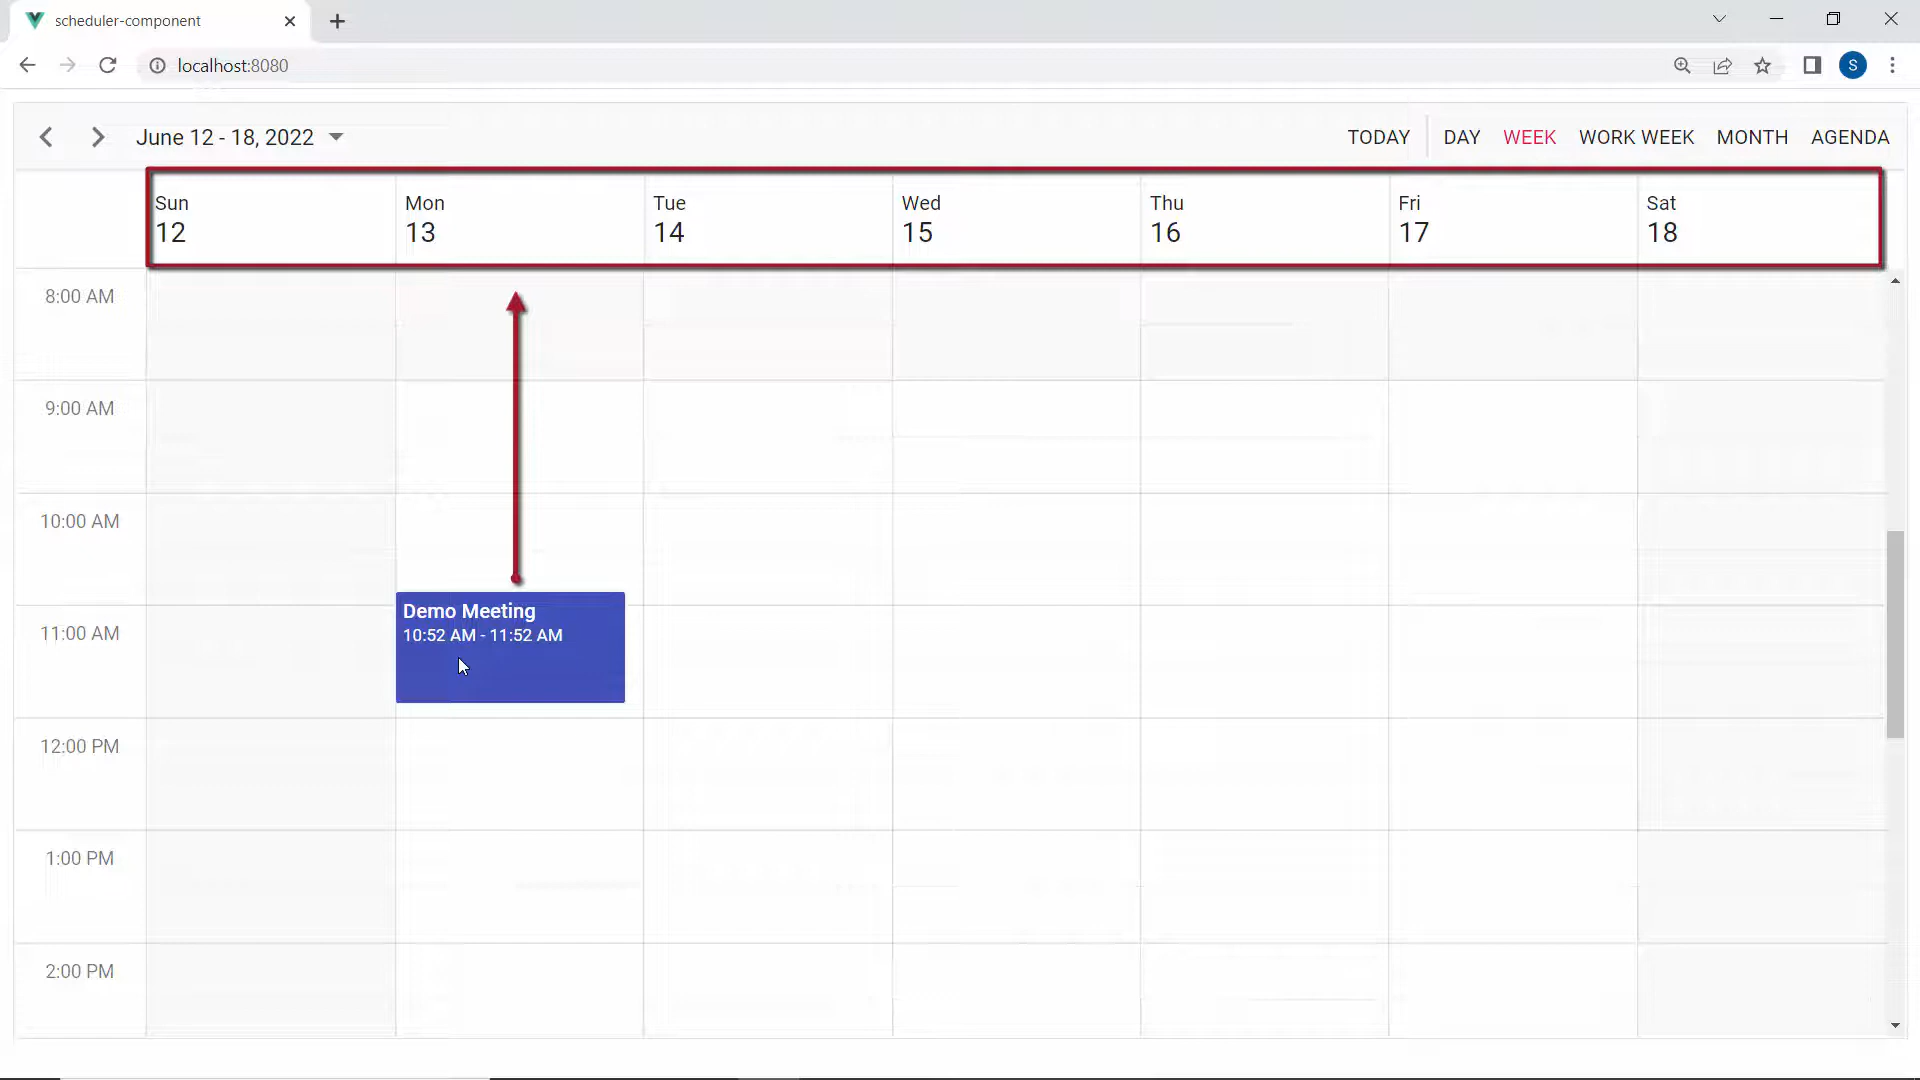 scheduler-component
localhost:8080
S
June 12 - 18, 2022
TODAY DAY WEEK WORK WEEK MONTH AGENDA
Sun Mon Tue Wed Thu Fri Sat
12 13 14 15 16 17 18
8:00 AM
9:00 AM
10:00 AM
Demo Meeting
10:52 AM - 11:52 AM
11:00 AM
12:00 PM
1:00 PM
2:00 PM